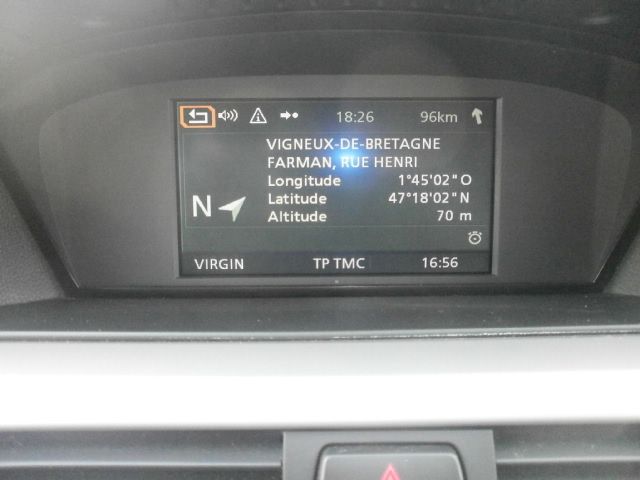 18:26 96km
VIGNEUX-DE-BRETAGNE
FARMAN, RUE HENRI
Longitude 1°45'02"O
Latitude 47°18'02"N
N
Altitude 70 m
VIRGIN TP TMC 16:56